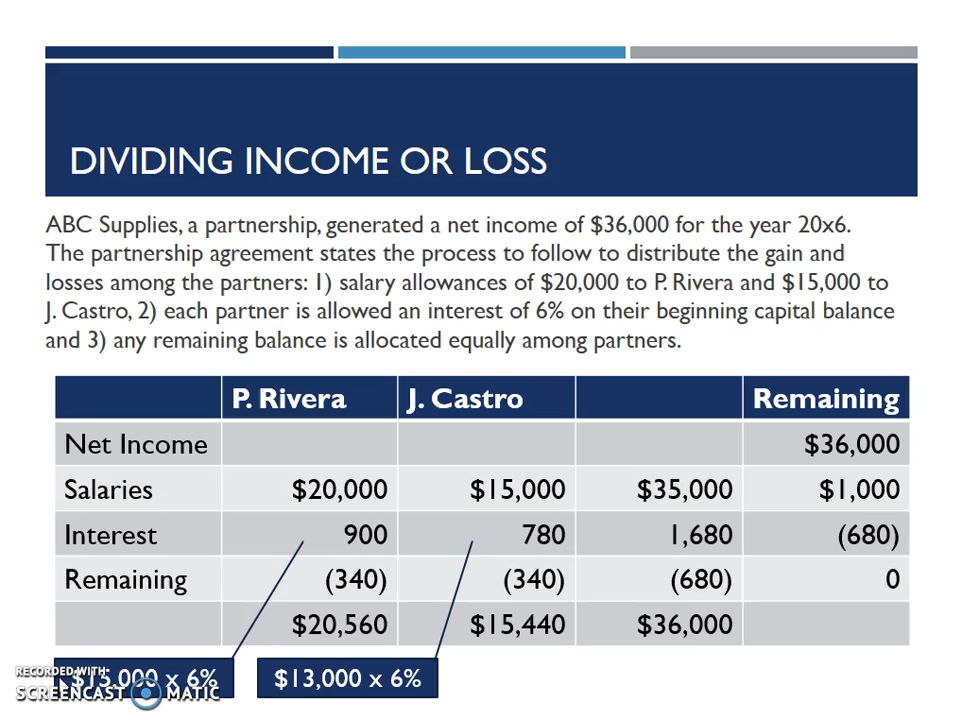 DIVIDING INCOME OR LOSS
ABC Supplies, a partnership, generated a net income of $36,000 for the year 20x6.
The partnership agreement states the process to follow to distribute the gain and
losses among the partners: 1) salary allowances of $20,000 to P. Rivera and $15,000 to
J. Castro, 2) each partner is allowed an interest of 6% on their beginning capital balance
and 3) any remaining balance is allocated equally among partners.
P. Rivera J. Castro Remaining
Net Income $36,000
Salaries $20,000 $15,000 $35,000 $1,000
Interest 900 780 1,680 (680)
Remaining (340) (340) (680) 0
$20,560 $15,440 $36,000
$15,000 x 6% $13,000 x 6%
RECORDED WITH
SCREENCAST MATIC